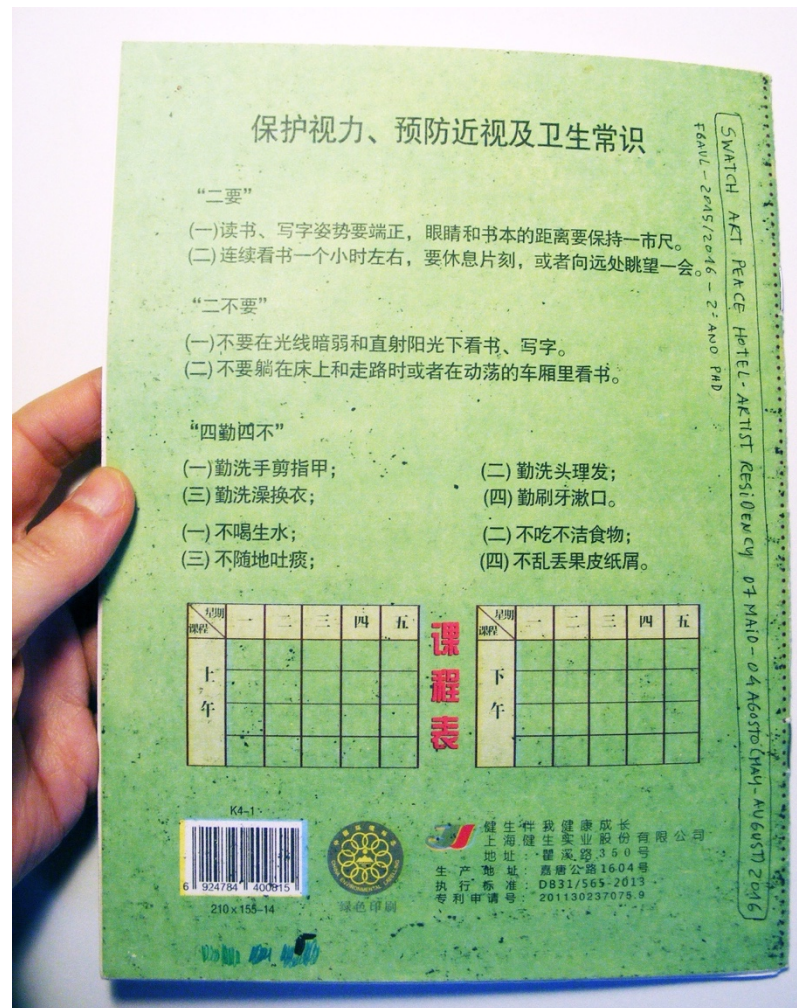 保护视力、预防近视及卫生常识
“二要”
(一)读书、写字姿势要端正，眼睛和书本的距离要保持一市尺。
(二)连续看书一个小时左右，要休息片刻，或者向远处眺望一会。
“二不要”
(一)不要在光线暗弱和直射阳光下看书、写字。
(二)不要躺在床上和走路时或者在动荡的车厢里看书。
“四勤四不”
(一)勤洗手剪指甲； (二)勤洗头理发；
(三)勤洗澡换衣； (四)勤刷牙漱口。
(一)不喝生水； (二)不吃不洁食物；
(三)不随地吐痰； (四)不乱丢果皮纸屑。
星期 一 二 三 四 五
课程
上午
课程表
星期 一 二 三 四 五
课程
下午
K4-1
6 924784 400815
210×155-14
绿色印刷
健生伴我健康成长
上海健生实业股份有限公司
地址：瞿溪路350号
生产地址：嘉唐公路1604号
执行标准：DB31/565-2013
专利申请号：201130237075.9
SWATCH ART PEACE HOTEL - ARTIST RESIDENCY 07 MAIO - 04 AGOSTO (MAY - AUGUST) 2016
FBAUL - 2015/2016 - 2º ANO PHD